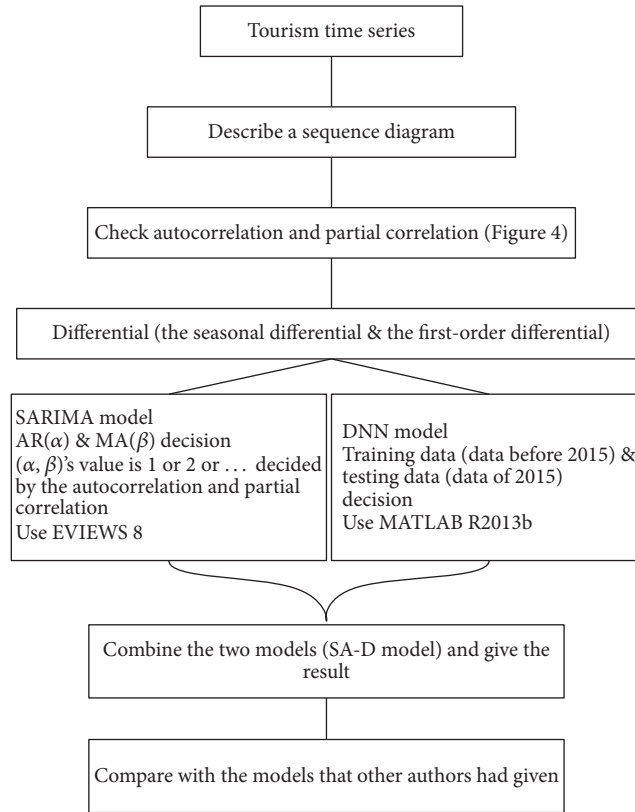 Tourism time series
Describe a sequence diagram
Check autocorrelation and partial correlation (Figure 4)
Differential (the seasonal differential & the first-order differential)
SARIMA model
AR(α) & MA(β) decision
(α, β)'s value is 1 or 2 or … decided
by the autocorrelation and partial
correlation
Use EVIEWS 8
DNN model
Training data (data before 2015) &
testing data (data of 2015)
decision
Use MATLAB R2013b
Combine the two models (SA-D model) and give the
result
Compare with the models that other authors had given